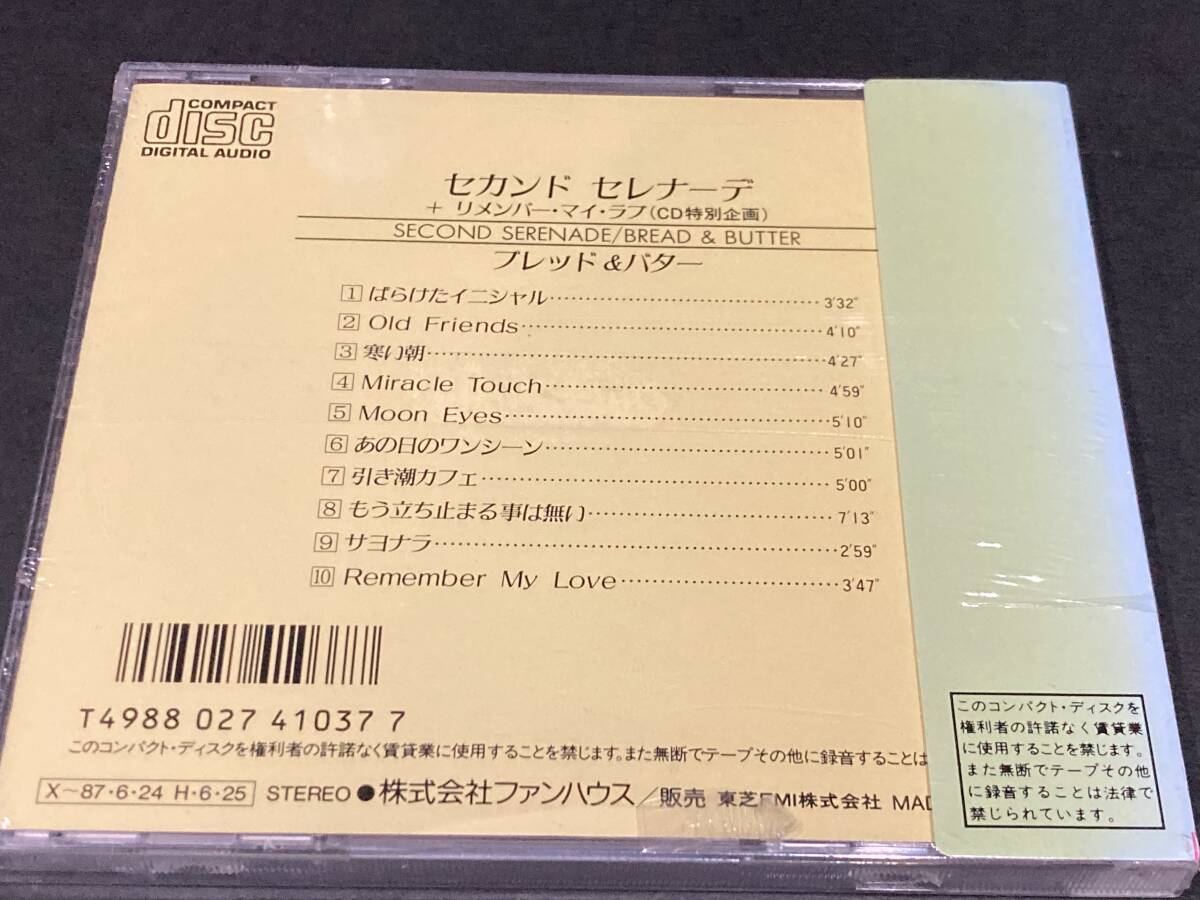 COMPACT
disc
DIGITAL AUDIO
セカンド セレナーデ
+ リメンバー・マイ・ラブ(CD特別企画)
SECOND SERENADE/BREAD & BUTTER
ブレッド&バター
1 ばらけたイニシャル 3'32"
2 Old Friends 4'10"
3 寒い朝 4'27"
4 Miracle Touch 4'59"
5 Moon Eyes 5'10"
6 あの日のワンシーン 5'01"
7 引き潮カフェ 5'00"
8 もう立ち止まる事は無い 7'13"
9 サヨナラ 2'59"
10 Remember My Love 3'47"
T4988 027 41037 7
このコンパクト・ディスクを権利者の許諾なく賃貸業に使用することを禁じます。また無断でテープその他に録音することは
X〜87・6・24 H・6・25 STEREO ●株式会社ファンハウス/販売 東芝EMI株式会社 MAD
このコンパクト・ディスクを
権利者の許諾なく賃貸業
に使用することを禁じます。
また無断でテープその他
に録音することは法律で
禁じられています。